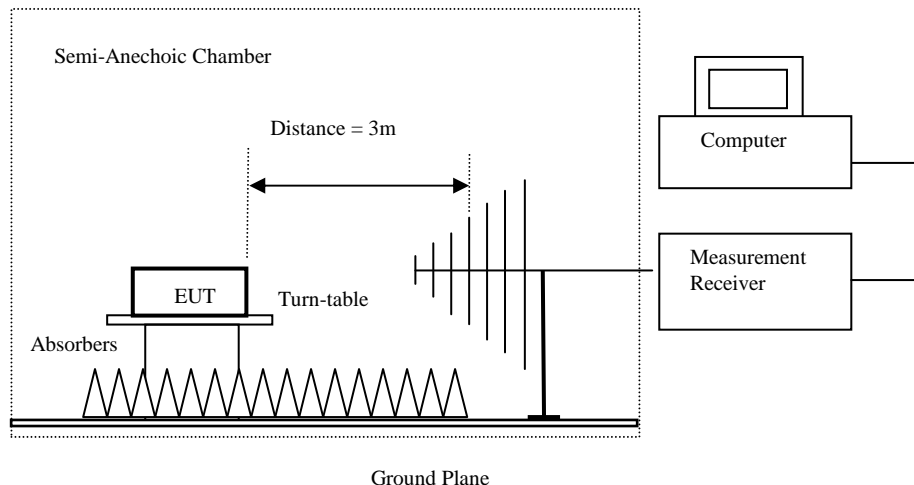 Semi-Anechoic Chamber
Distance = 3m
Computer
Measurement
Receiver
EUT
Turn-table
Absorbers
Ground Plane